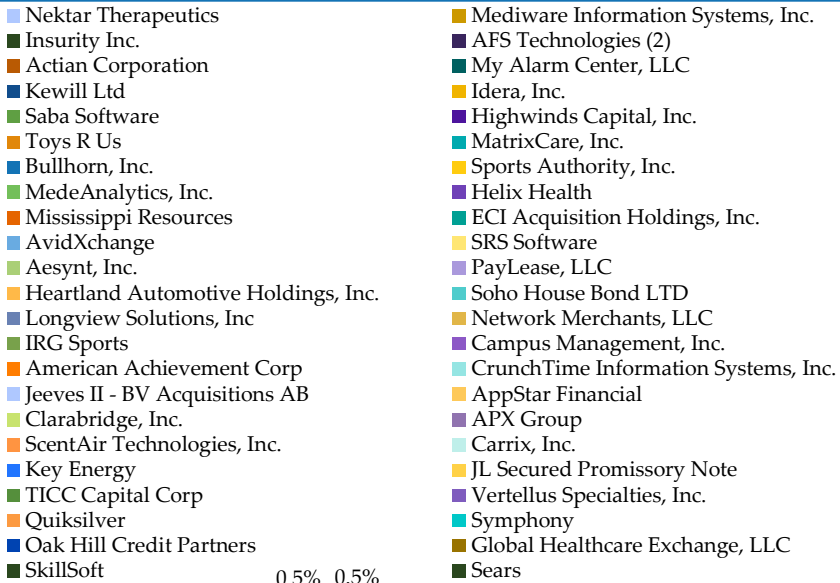 Nektar Therapeutics
Insurity Inc.
Actian Corporation
Kewill Ltd
Saba Software
Toys R Us
Bullhorn, Inc.
MedeAnalytics, Inc.
Mississippi Resources
AvidXchange
Aesynt, Inc.
Heartland Automotive Holdings, Inc.
Longview Solutions, Inc
IRG Sports
American Achievement Corp
Jeeves II - BV Acquisitions AB
Clarabridge, Inc.
ScentAir Technologies, Inc.
Key Energy
TICC Capital Corp
Quiksilver
Oak Hill Credit Partners
SkillSoft
Mediware Information Systems, Inc.
AFS Technologies (2)
My Alarm Center, LLC
Idera, Inc.
Highwinds Capital, Inc.
MatrixCare, Inc.
Sports Authority, Inc.
Helix Health
ECI Acquisition Holdings, Inc.
SRS Software
PayLease, LLC
Soho House Bond LTD
Network Merchants, LLC
Campus Management, Inc.
CrunchTime Information Systems, Inc.
AppStar Financial
APX Group
Carrix, Inc.
JL Secured Promissory Note
Vertellus Specialties, Inc.
Symphony
Global Healthcare Exchange, LLC
Sears
0.5% 0.5%